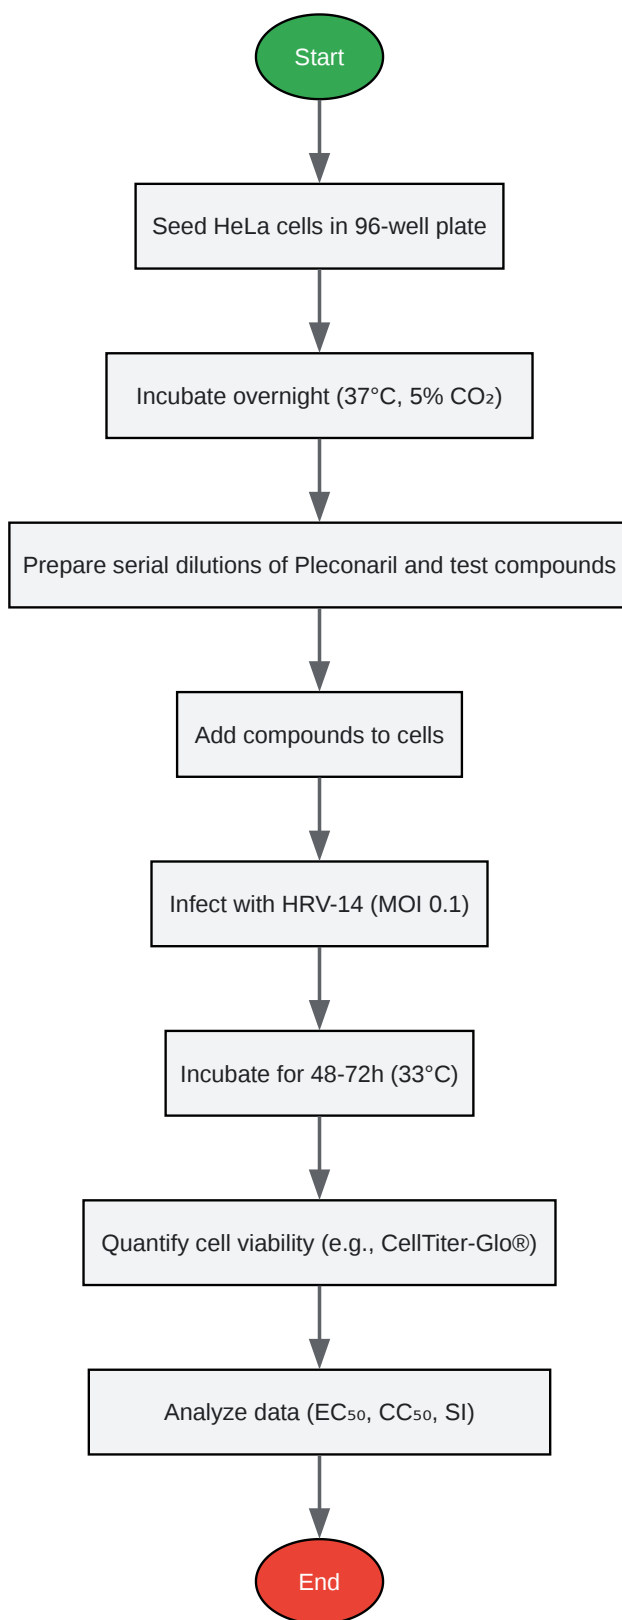 Start
Seed HeLa cells in 96-well plate
Incubate overnight (37°C, 5% CO₂)
Prepare serial dilutions of Pleconaril and test compounds
Add compounds to cells
Infect with HRV-14 (MOI 0.1)
Incubate for 48-72h (33°C)
Quantify cell viability (e.g., CellTiter-Glo®)
Analyze data (EC₅₀, CC₅₀, SI)
End